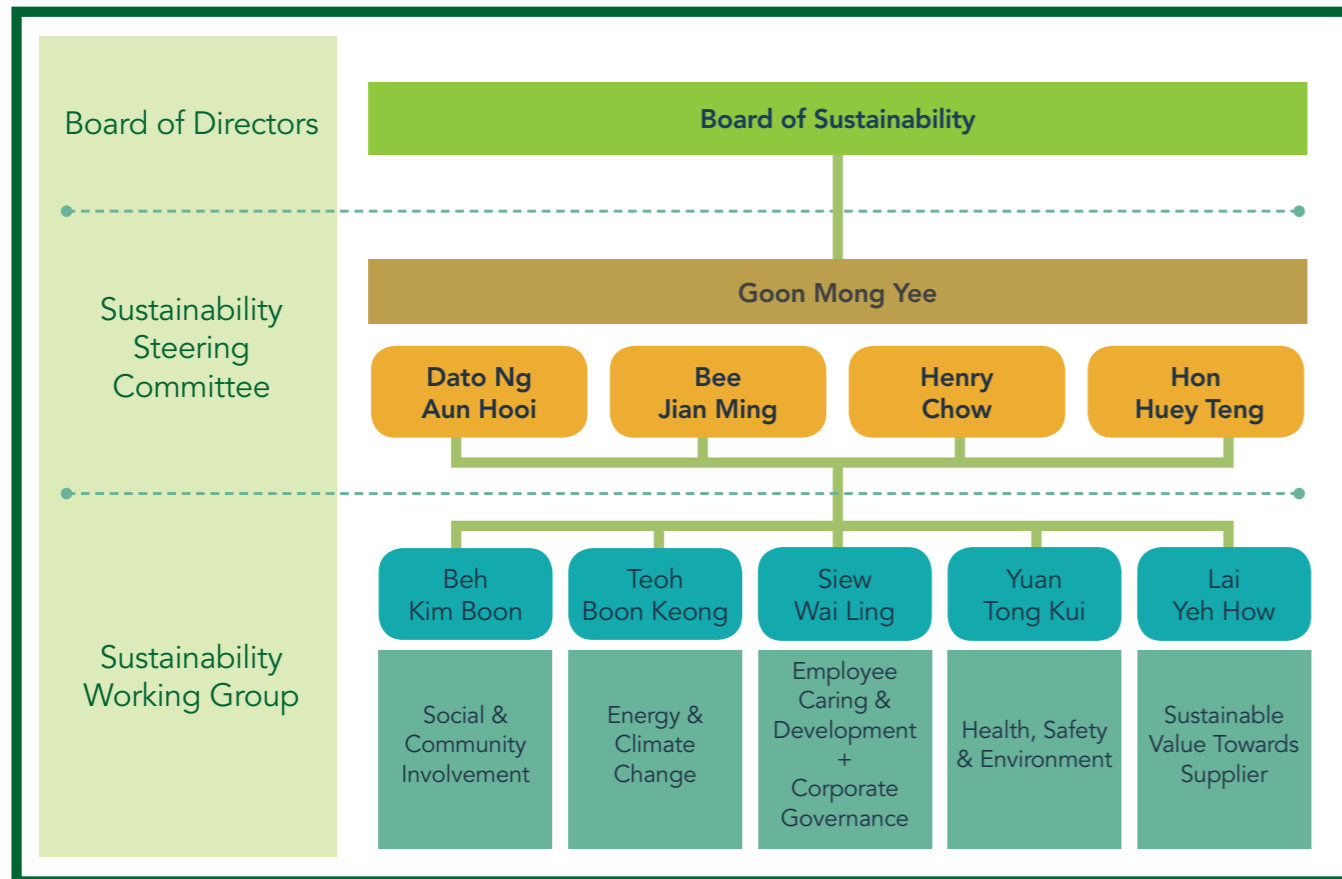 Board of Directors
Board of Sustainability
Sustainability
Steering
Committee
Goon Mong Yee
Dato Ng
Aun Hooi
Bee
Jian Ming
Henry
Chow
Hon
Huey Teng
Sustainability
Working Group
Beh
Kim Boon
Teoh
Boon Keong
Siew
Wai Ling
Yuan
Tong Kui
Lai
Yeh How
Social &
Community
Involvement
Energy &
Climate
Change
Employee
Caring &
Development
+
Corporate
Governance
Health, Safety
& Environment
Sustainable
Value Towards
Supplier